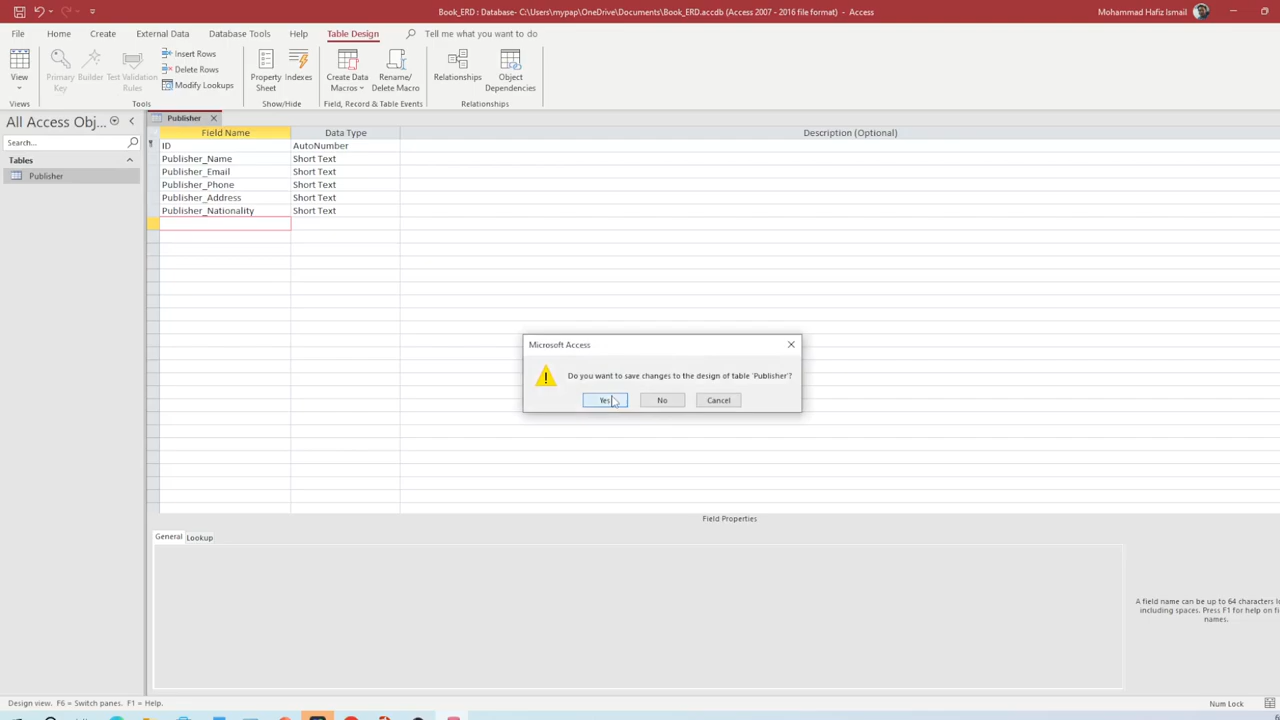 Book_ERD : Database- C:\Users\mypap\OneDrive\Documents\Book_ERD.accdb (Access 2007 - 2016 file format) - Access
Mohammad Hafiz Ismail
File Home Create External Data Database Tools Help Table Design Tell me what you want to do
View
Views
Primary Key
Builder
Test Validation Rules
Insert Rows
Delete Rows
Modify Lookups
Tools
Property Sheet
Indexes
Show/Hide
Create Data Macros
Rename/ Delete Macro
Field, Record & Table Events
Relationships
Object Dependencies
Relationships
All Access Obj...
Search...
Tables
Publisher
Publisher
Field Name Data Type Description (Optional)
ID AutoNumber
Publisher_Name Short Text
Publisher_Email Short Text
Publisher_Phone Short Text
Publisher_Address Short Text
Publisher_Nationality Short Text
Microsoft Access
Do you want to save changes to the design of table 'Publisher'?
Yes No Cancel
Field Properties
General Lookup
A field name can be up to 64 characters l
including spaces. Press F1 for help on fi
names.
Design view. F6 = Switch panes. F1 = Help.
Num Lock